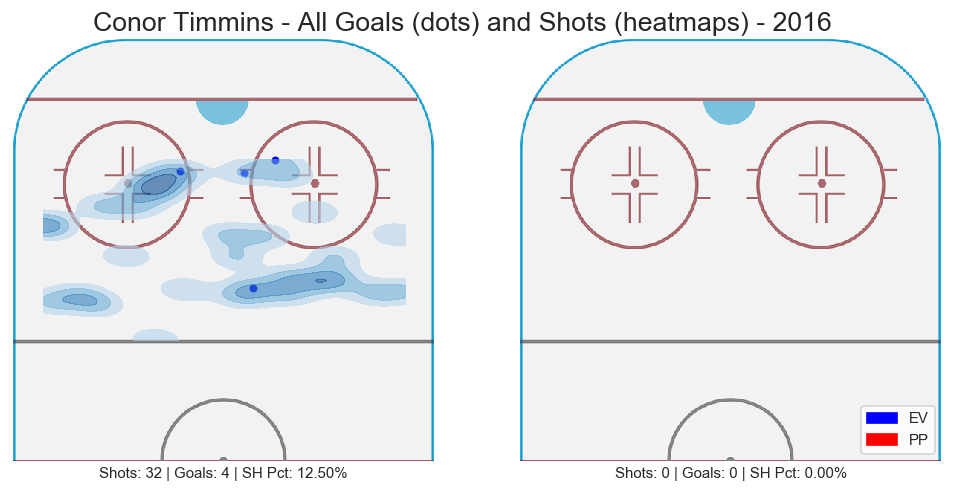 Conor Timmins - All Goals (dots) and Shots (heatmaps) - 2016
EV
PP
Shots: 32 | Goals: 4 | SH Pct: 12.50%
Shots: 0 | Goals: 0 | SH Pct: 0.00%